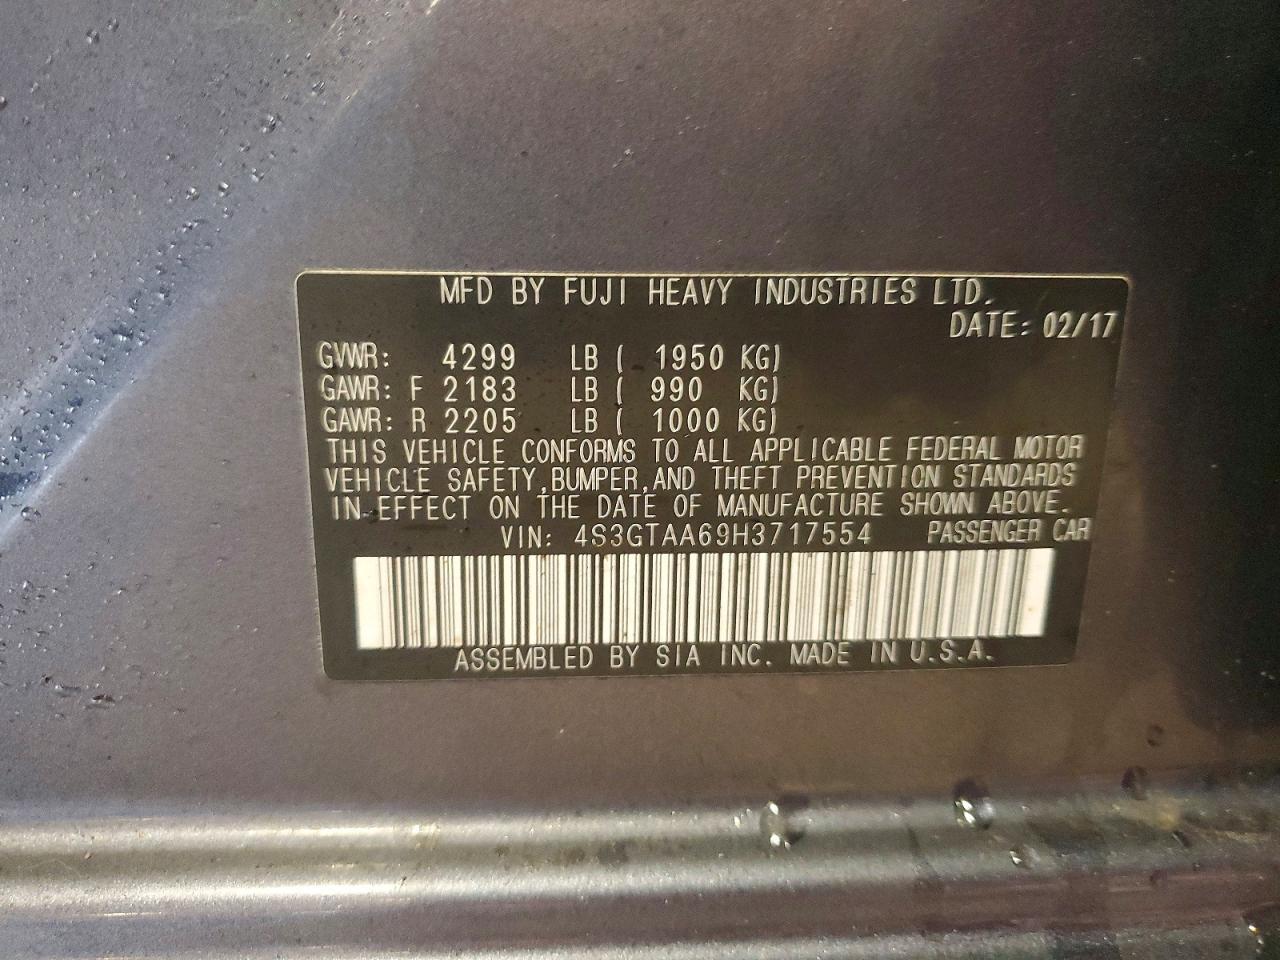 MFD BY FUJI HEAVY INDUSTRIES LTD.
DATE: 02/17
GVWR: 4299 LB ( 1950 KG)
GAWR: F 2183 LB ( 990 KG)
GAWR: R 2205 LB ( 1000 KG)
THIS VEHICLE CONFORMS TO ALL APPLICABLE FEDERAL MOTOR
VEHICLE SAFETY,BUMPER,AND THEFT PREVENTION STANDARDS
IN EFFECT ON THE DATE OF MANUFACTURE SHOWN ABOVE.
VIN: 4S3GTAA69H3717554 PASSENGER CAR
ASSEMBLED BY SIA INC. MADE IN U.S.A.